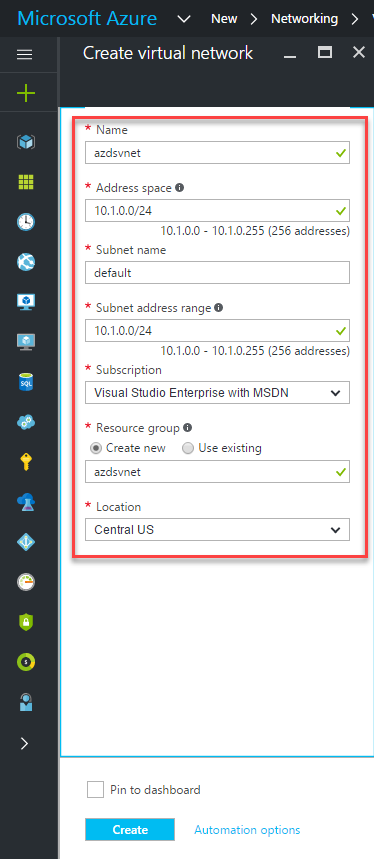 Microsoft Azure New Networking
Create virtual network
* Name
azdsvnet
* Address space
10.1.0.0/24
10.1.0.0 - 10.1.0.255 (256 addresses)
* Subnet name
default
* Subnet address range
10.1.0.0/24
10.1.0.0 - 10.1.0.255 (256 addresses)
* Subscription
Visual Studio Enterprise with MSDN
* Resource group
Create new Use existing
azdsvnet
* Location
Central US
Pin to dashboard
Create Automation options